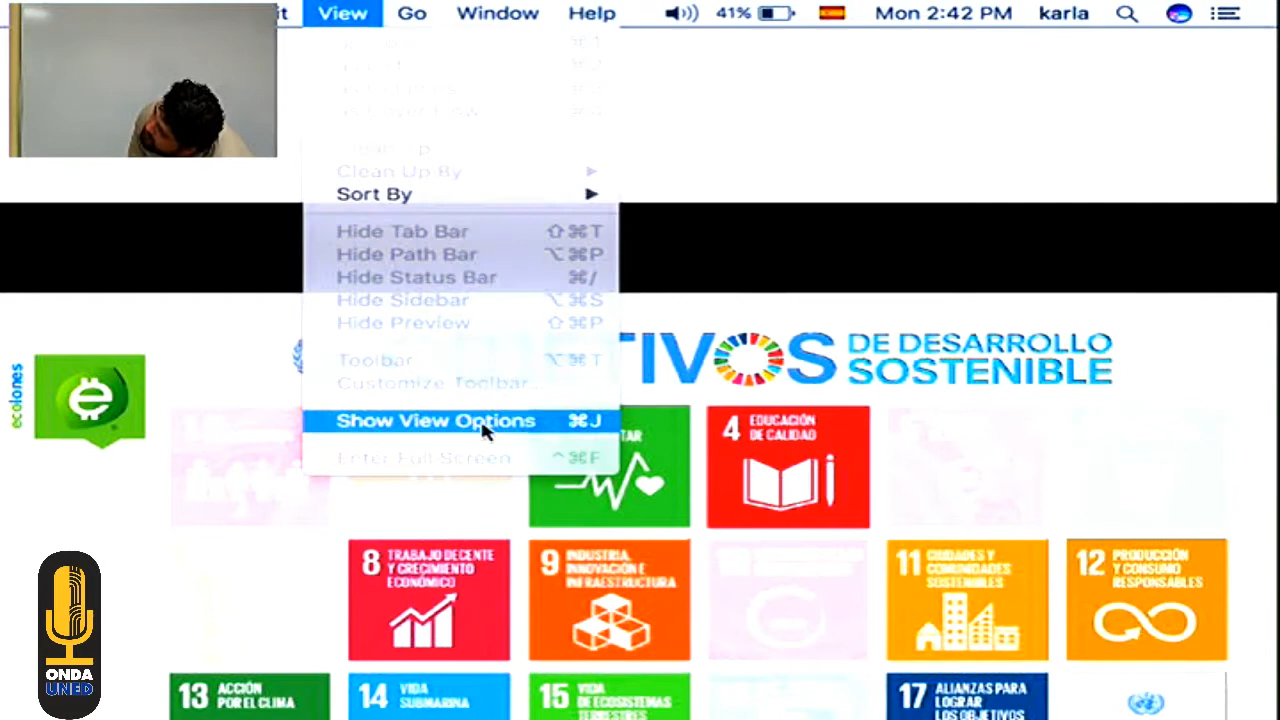 View Go Window Help 41% Mon 2:42 PM karla
Clean Up By
Sort By
Hide Tab Bar ⇧⌘T
Hide Path Bar ⌥⌘P
Hide Status Bar ⌘/
Hide Sidebar ⌥⌘S
Hide Preview ⇧⌘P
Toolbar ⌥⌘T
Customize Toolbar...
Show View Options ⌘J
Enter Full Screen ^⌘F
ecolones
DE DESARROLLO
SOSTENIBLE
4 EDUCACIÓN
DE CALIDAD
8 TRABAJO DECENTE
Y CRECIMIENTO
ECONÓMICO
9 INDUSTRIA,
INNOVACIÓN E
INFRAESTRUCTURA
11 CIUDADES Y
COMUNIDADES
SOSTENIBLES
12 PRODUCCIÓN
Y CONSUMO
RESPONSABLES
ONDA
UNED
13 ACCIÓN
POR EL CLIMA
14 VIDA
SUBMARINA
15 VIDA
DE ECOSISTEMAS
TERRESTRES
17 ALIANZAS PARA
LOGRAR
LOS OBJETIVOS